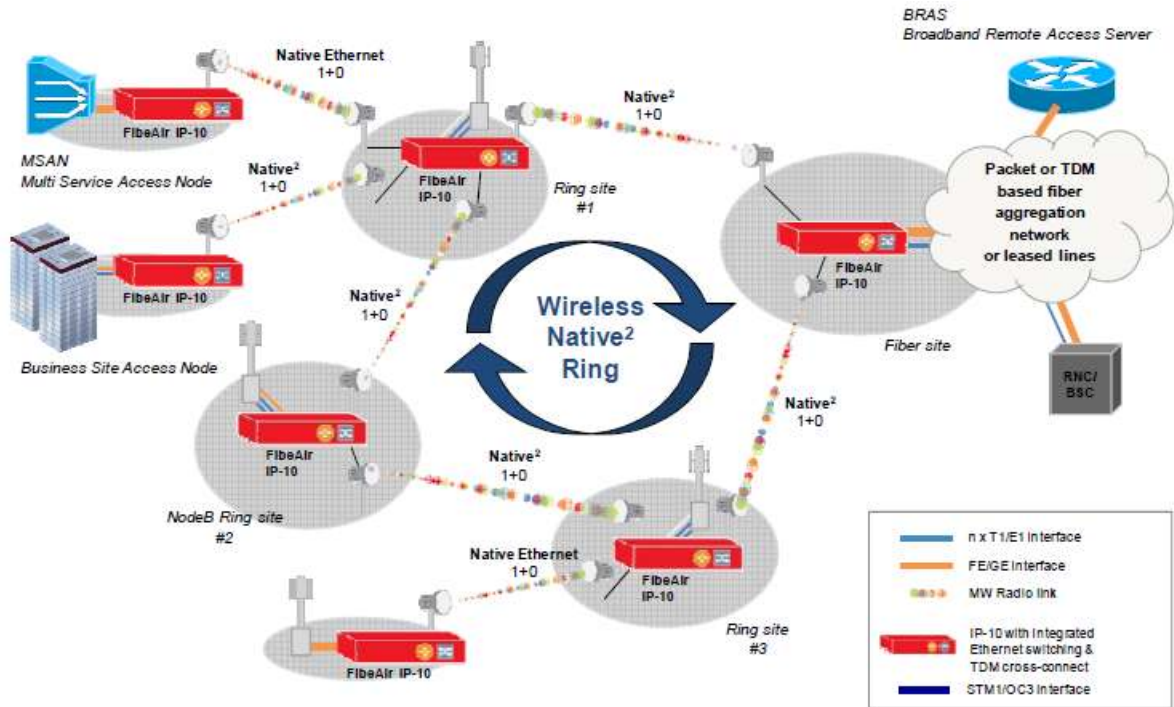 BRAS
Broadband Remote Access Server
Native Ethernet
1+0
Native²
1+0
FibeAir IP-10
MSAN
Multi Service Access Node
Native²
1+0
FibeAir
IP-10
Ring site
#1
Packet or TDM
based fiber
aggregation
network
or leased lines
FibeAir IP-10
Business Site Access Node
Native²
1+0
Wireless
Native²
Ring
FibeAir
IP-10
Fiber site
RNC/
BSC
Native²
1+0
FibeAir
IP-10
NodeB Ring site
#2
Native²
1+0
Native Ethernet
1+0
FibeAir
IP-10
Ring site
#3
FibeAir IP-10
n x T1/E1 Interface
FE/GE Interface
MW Radio link
IP-10 with Integrated
Ethernet switching &
TDM cross-connect
STM1/OC3 Interface